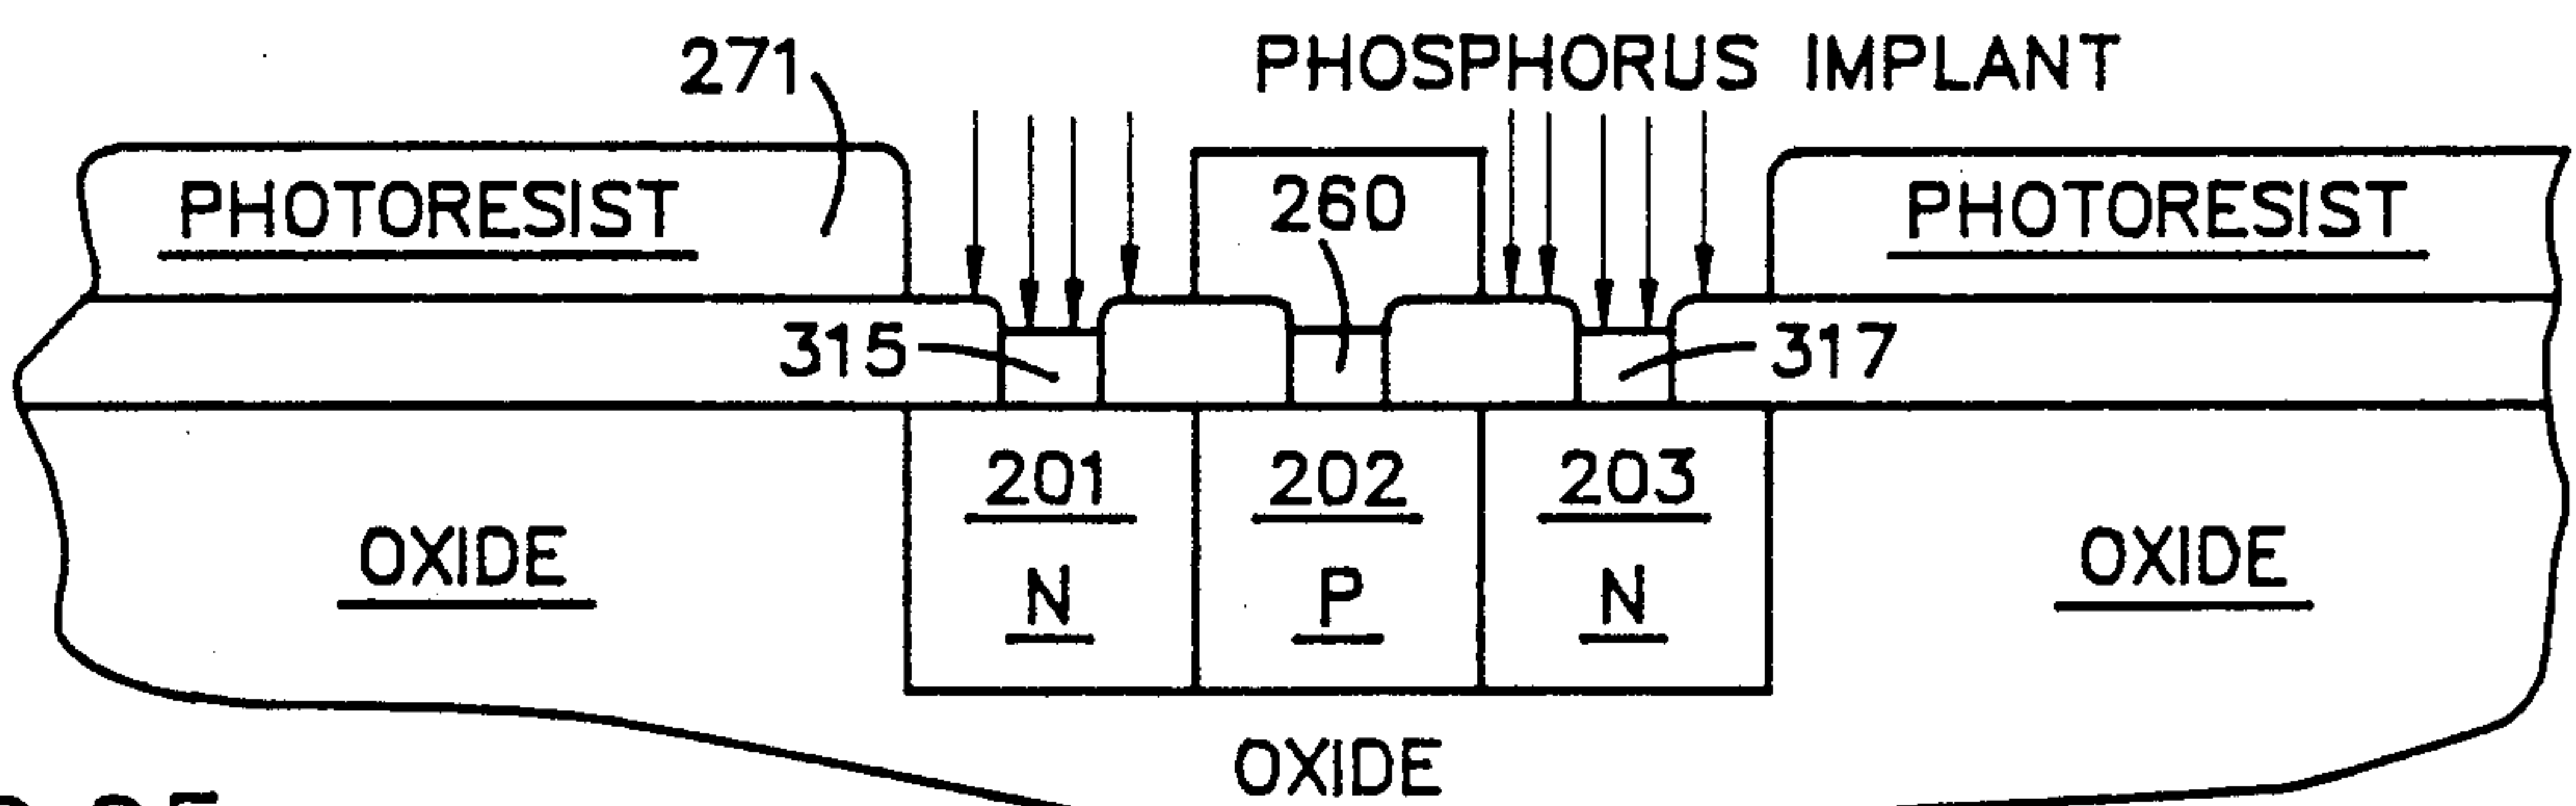 271
PHOSPHORUS IMPLANT
PHOTORESIST
260
PHOTORESIST
315
317
201
202
203
N
P
N
OXIDE
OXIDE
OXIDE